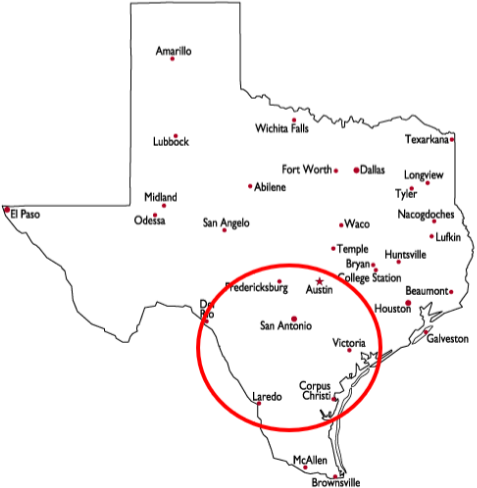 Amarillo
Lubbock
Wichita Falls
Texarkana
Fort Worth
Dallas
Longview
Tyler
Abilene
Midland
Odessa
El Paso
San Angelo
Waco
Nacogdoches
Lufkin
Temple
Bryan
Huntsville
College Station
Fredericksburg
Austin
Beaumont
Houston
Del
Rio
San Antonio
Galveston
Victoria
Corpus
Christi
Laredo
McAllen
Brownsville